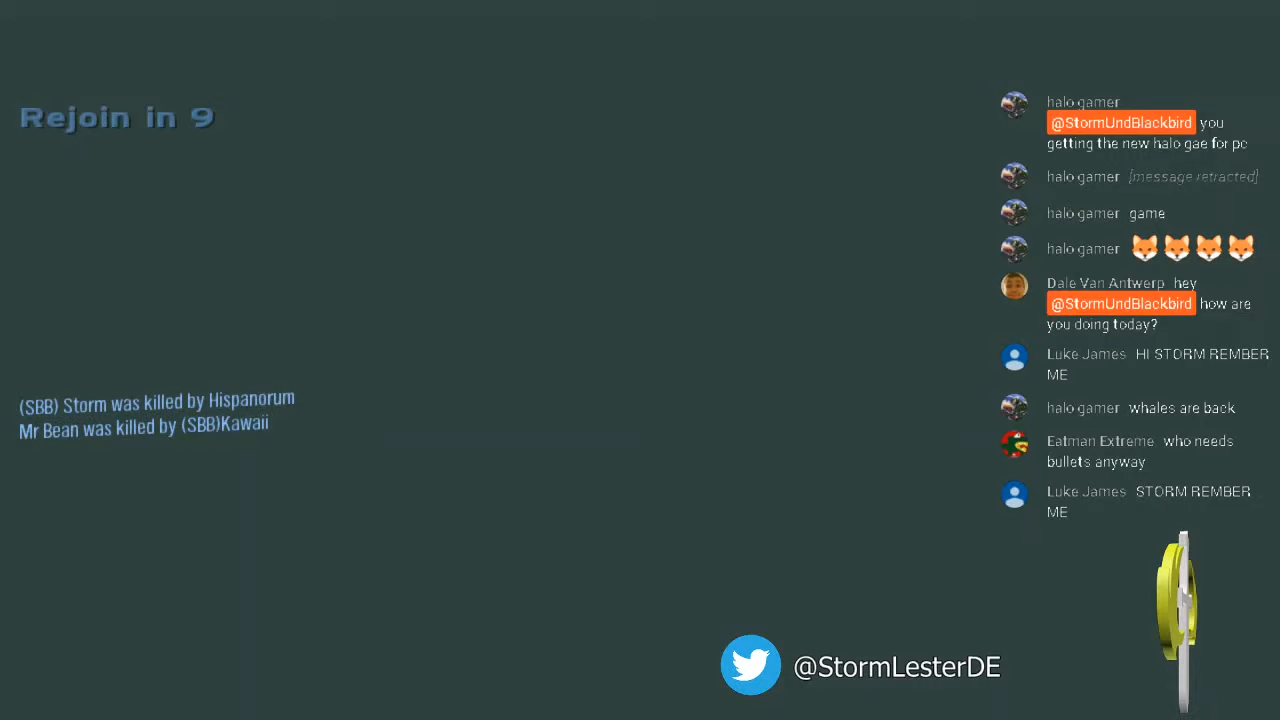 Rejoin in 9
(SBB) Storm was killed by Hispanorum
Mr Bean was killed by (SBB)Kawaii
halo gamer
@StormUndBlackbird you
getting the new halo gae for pc
halo gamer [message retracted]
halo gamer game
halo gamer 🦊🦊🦊🦊
Dale Van Antwerp hey
@StormUndBlackbird how are
you doing today?
Luke James HI STORM REMBER
ME
halo gamer whales are back
Eatman Extreme who needs
bullets anyway
Luke James STORM REMBER
ME
@StormLesterDE